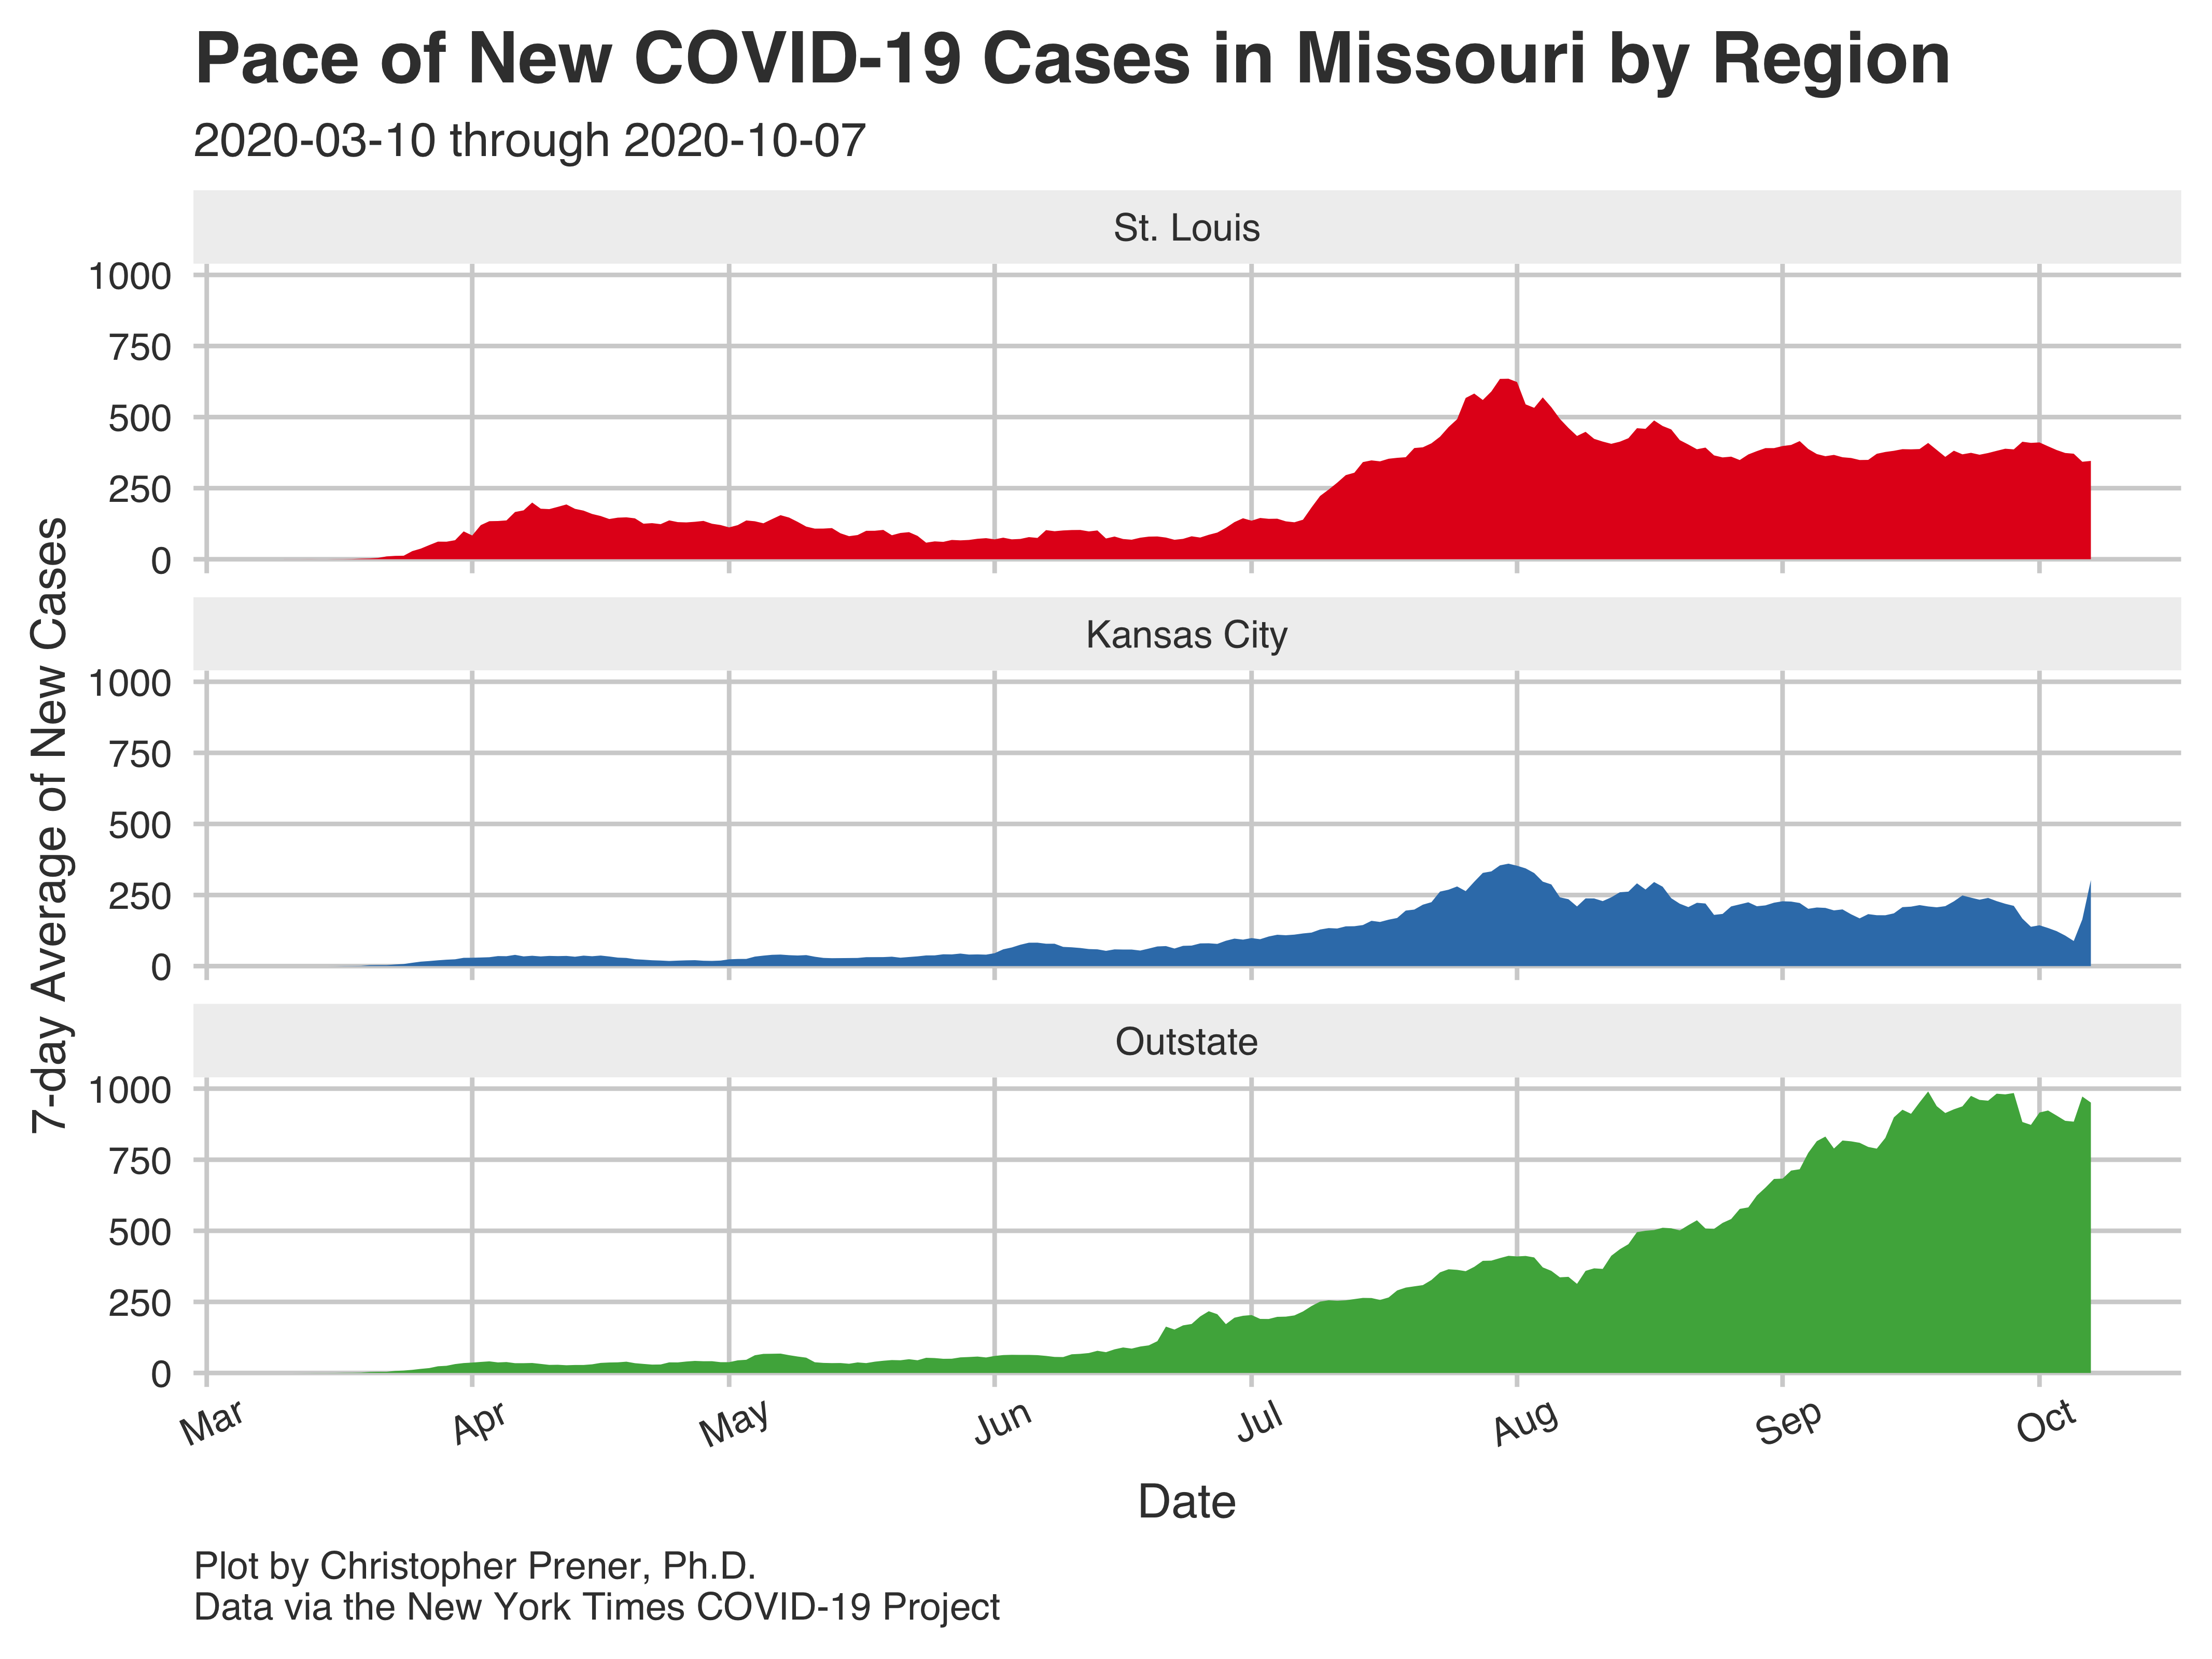 Pace of New COVID-19 Cases in Missouri by Region
2020-03-10 through 2020-10-07
St. Louis
1000
750
500
250
0
Kansas City
1000
750
500
250
0
Outstate
1000
750
500
250
0
7-day Average of New Cases
Mar Apr May Jun Jul Aug Sep Oct
Date
Plot by Christopher Prener, Ph.D.
Data via the New York Times COVID-19 Project